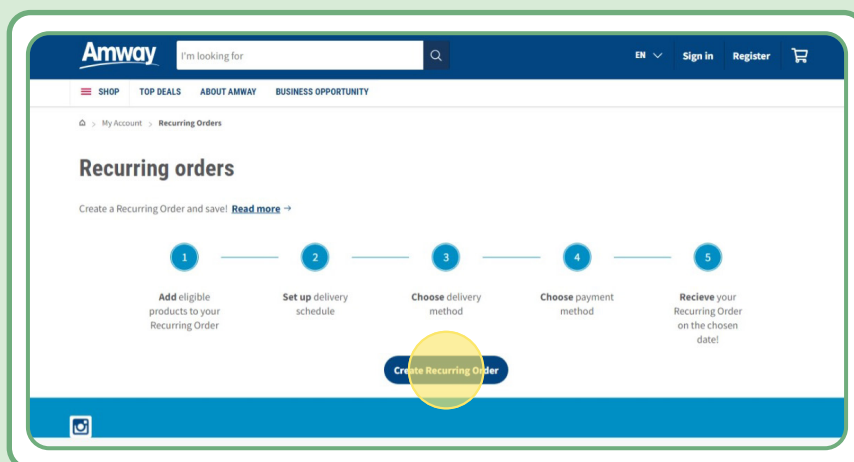 Amway
I'm looking for
EN
Sign in
Register
SHOP
TOP DEALS
ABOUT AMWAY
BUSINESS OPPORTUNITY
> My Account > Recurring Orders
Recurring orders
Create a Recurring Order and save! Read more →
1
2
3
4
5
Add eligible
products to your
Recurring Order
Set up delivery
schedule
Choose delivery
method
Choose payment
method
Recieve your
Recurring Order
on the chosen
date!
Create Recurring Order